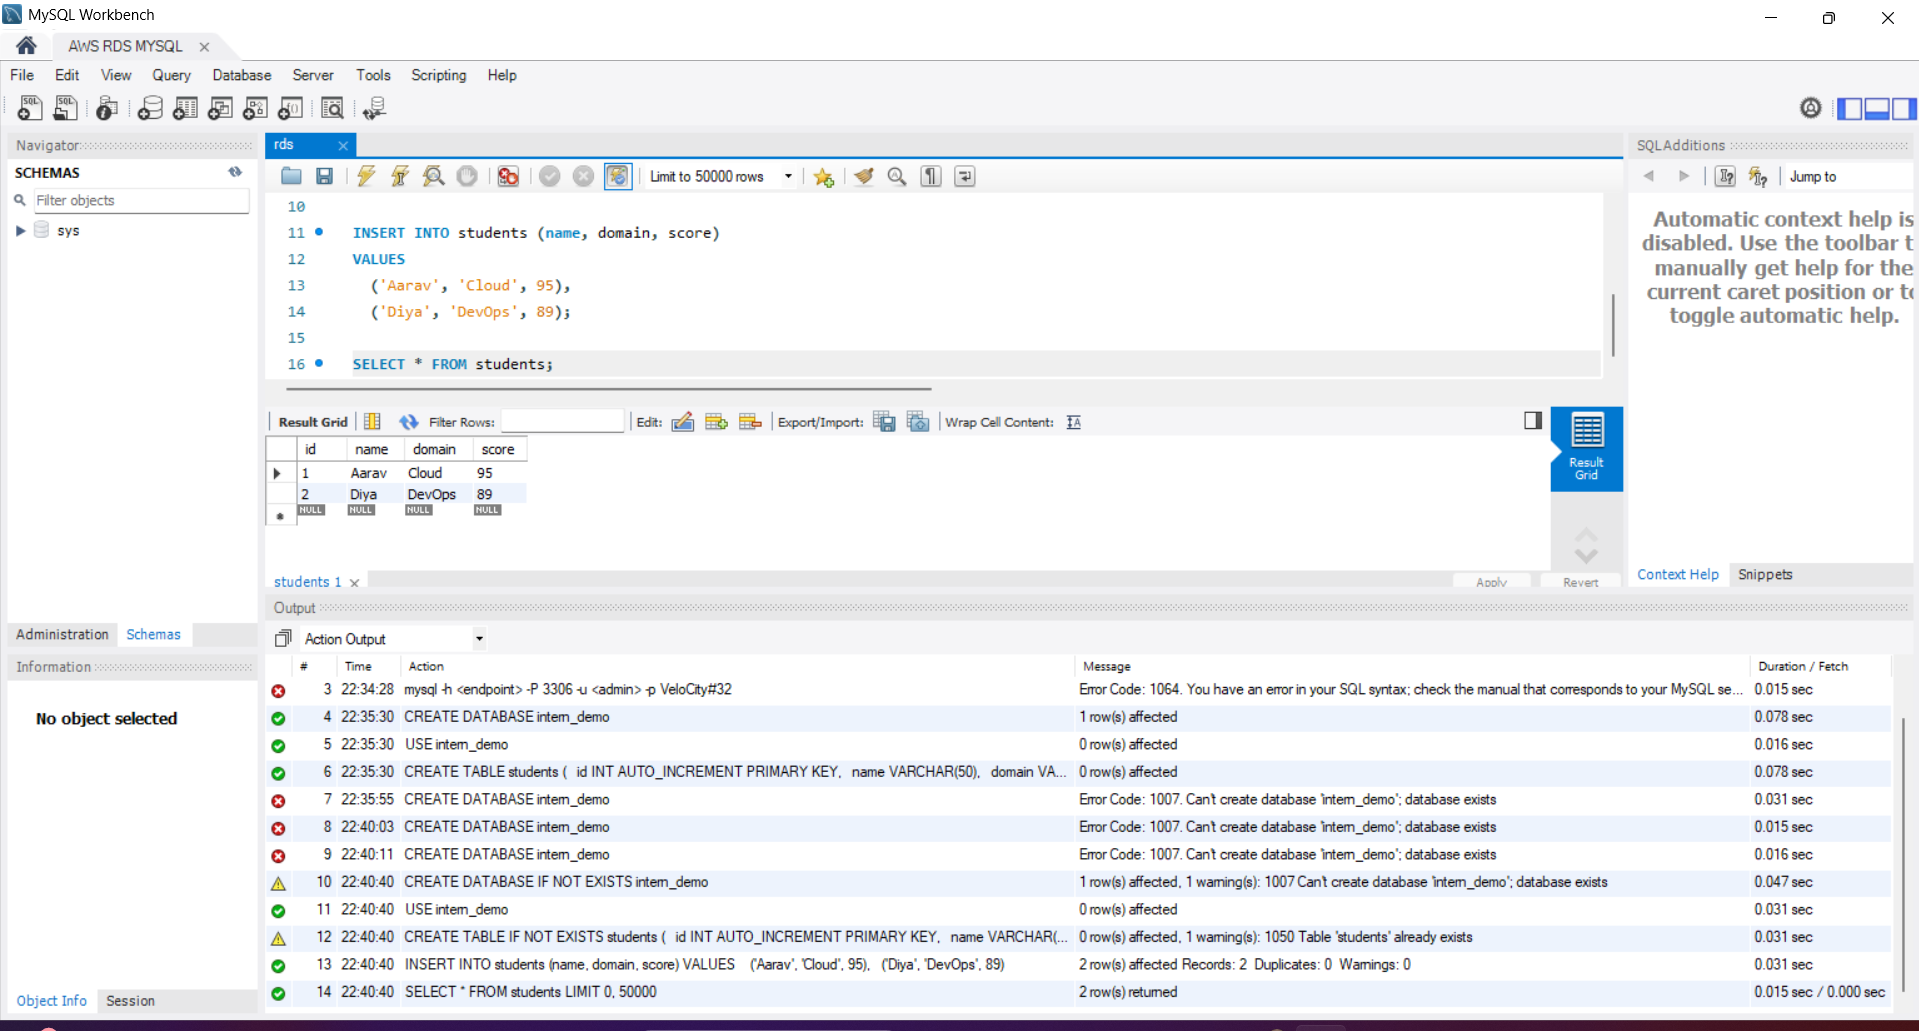 MySQL Workbench
AWS RDS MYSQL
File Edit View Query Database Server Tools Scripting Help
Navigator
SCHEMAS
Filter objects
sys
Administration Schemas
Information
No object selected
Object Info Session
rds
Limit to 50000 rows
10
11 INSERT INTO students (name, domain, score)
12 VALUES
13 ('Aarav', 'Cloud', 95),
14 ('Diya', 'DevOps', 89);
15
16 SELECT * FROM students;
Result Grid Filter Rows: Edit: Export/Import: Wrap Cell Content:
id name domain score
1 Aarav Cloud 95
2 Diya DevOps 89
NULL NULL NULL NULL
Result
Grid
students 1
Apply Revert
SQLAdditions
Jump to
Automatic context help is
disabled. Use the toolbar t
manually get help for the
current caret position or to
toggle automatic help.
Context Help Snippets
Output
Action Output
# Time Action Message Duration / Fetch
3 22:34:28 mysql -h <endpoint> -P 3306 -u <admin> -p VeloCity#32 Error Code: 1064. You have an error in your SQL syntax; check the manual that corresponds to your MySQL se... 0.015 sec
4 22:35:30 CREATE DATABASE intern_demo 1 row(s) affected 0.078 sec
5 22:35:30 USE intern_demo 0 row(s) affected 0.016 sec
6 22:35:30 CREATE TABLE students ( id INT AUTO_INCREMENT PRIMARY KEY, name VARCHAR(50), domain VA... 0 row(s) affected 0.078 sec
7 22:35:55 CREATE DATABASE intern_demo Error Code: 1007. Can't create database 'intern_demo'; database exists 0.031 sec
8 22:40:03 CREATE DATABASE intern_demo Error Code: 1007. Can't create database 'intern_demo'; database exists 0.015 sec
9 22:40:11 CREATE DATABASE intern_demo Error Code: 1007. Can't create database 'intern_demo'; database exists 0.016 sec
10 22:40:40 CREATE DATABASE IF NOT EXISTS intern_demo 1 row(s) affected, 1 warning(s): 1007 Can't create database 'intern_demo'; database exists 0.047 sec
11 22:40:40 USE intern_demo 0 row(s) affected 0.031 sec
12 22:40:40 CREATE TABLE IF NOT EXISTS students ( id INT AUTO_INCREMENT PRIMARY KEY, name VARCHAR(... 0 row(s) affected, 1 warning(s): 1050 Table 'students' already exists 0.031 sec
13 22:40:40 INSERT INTO students (name, domain, score) VALUES ('Aarav', 'Cloud', 95), ('Diya', 'DevOps', 89) 2 row(s) affected Records: 2 Duplicates: 0 Warnings: 0 0.031 sec
14 22:40:40 SELECT * FROM students LIMIT 0, 50000 2 row(s) returned 0.015 sec / 0.000 sec